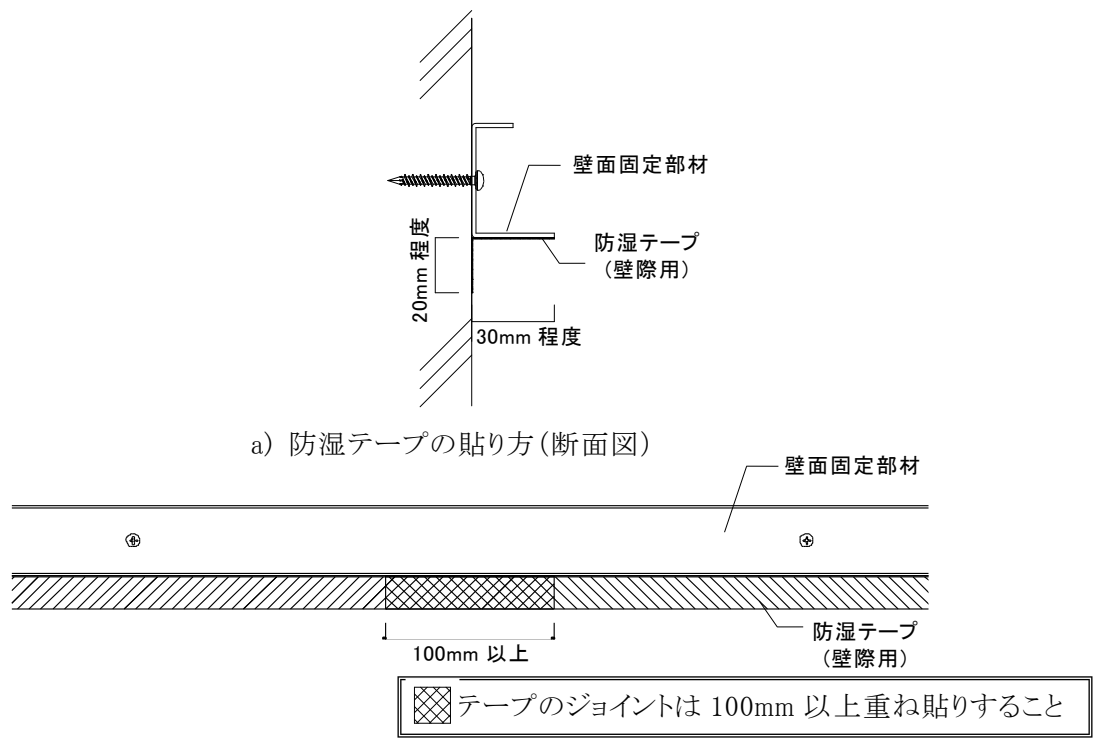 壁面固定部材
防湿テープ
(壁際用)
20mm 程度
30mm 程度
a) 防湿テープの貼り方(断面図)
壁面固定部材
防湿テープ
(壁際用)
100mm 以上
テープのジョイントは 100mm 以上重ね貼りすること